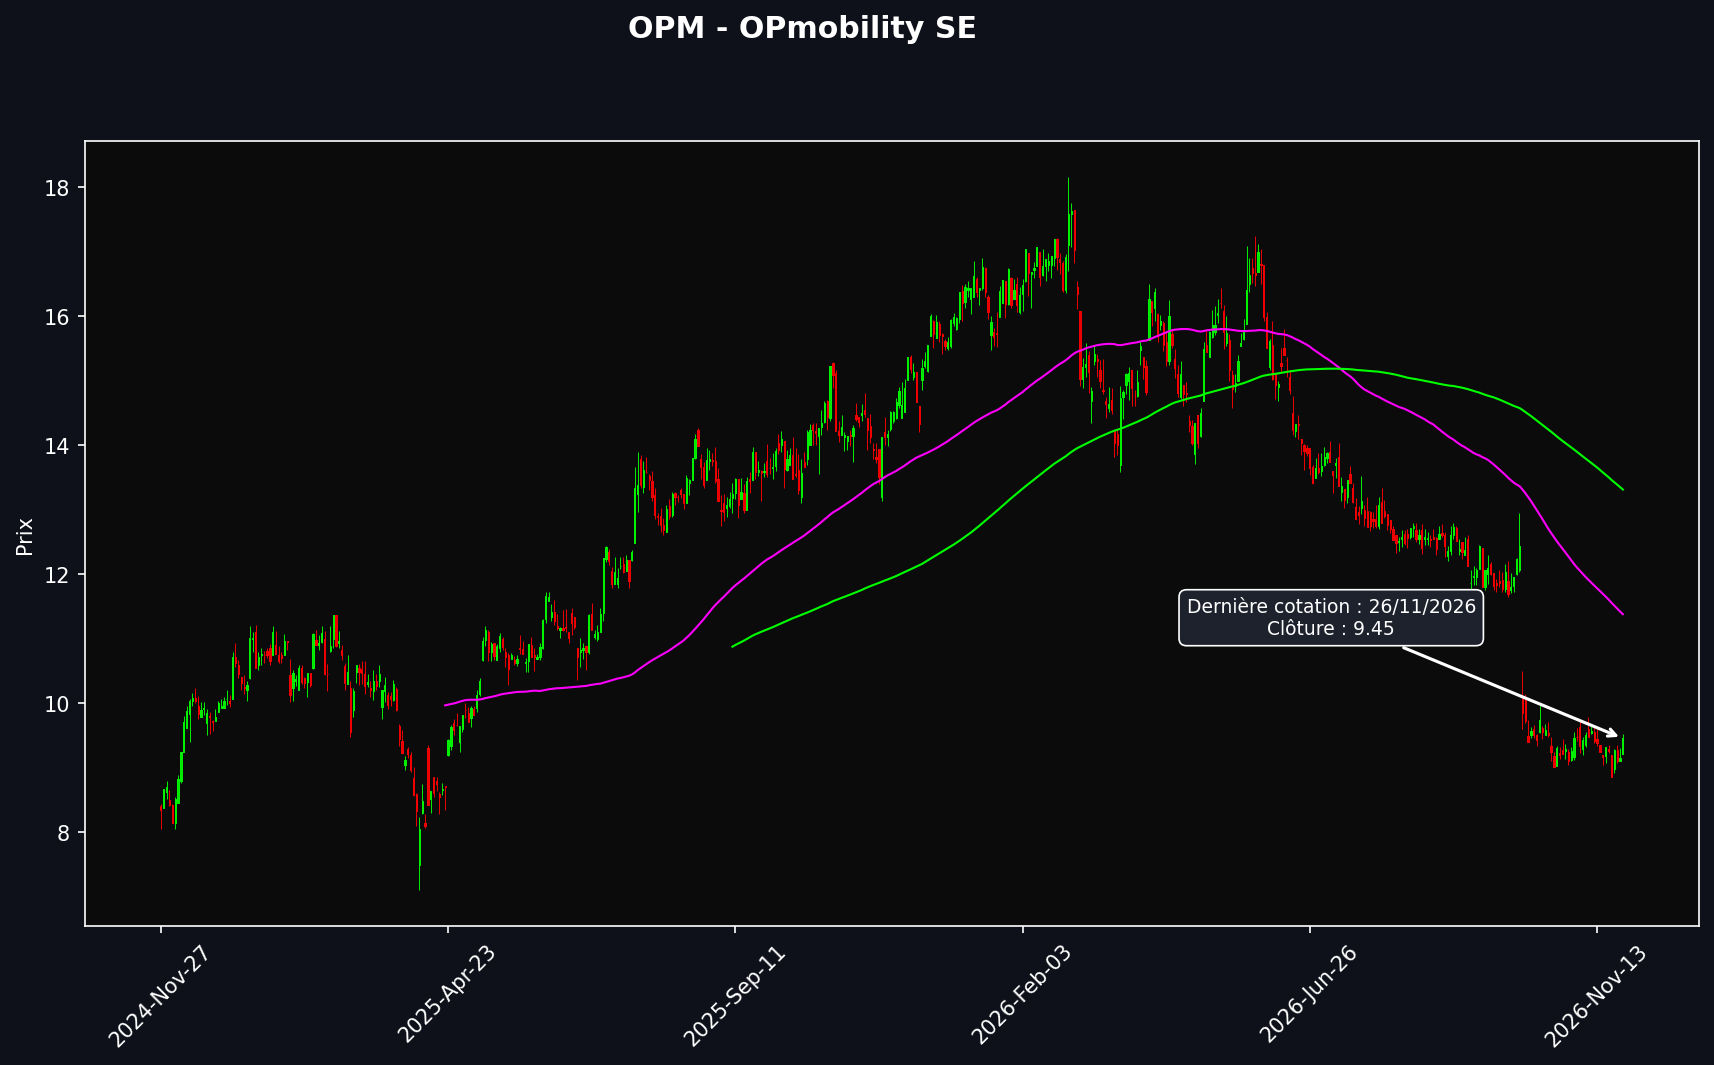 OPM - OPmobility SE
Prix
18
16
14
12
10
8
Dernière cotation : 26/11/2026
Clôture : 9.45
2024-Nov-27
2025-Apr-23
2025-Sep-11
2026-Feb-03
2026-Jun-26
2026-Nov-13